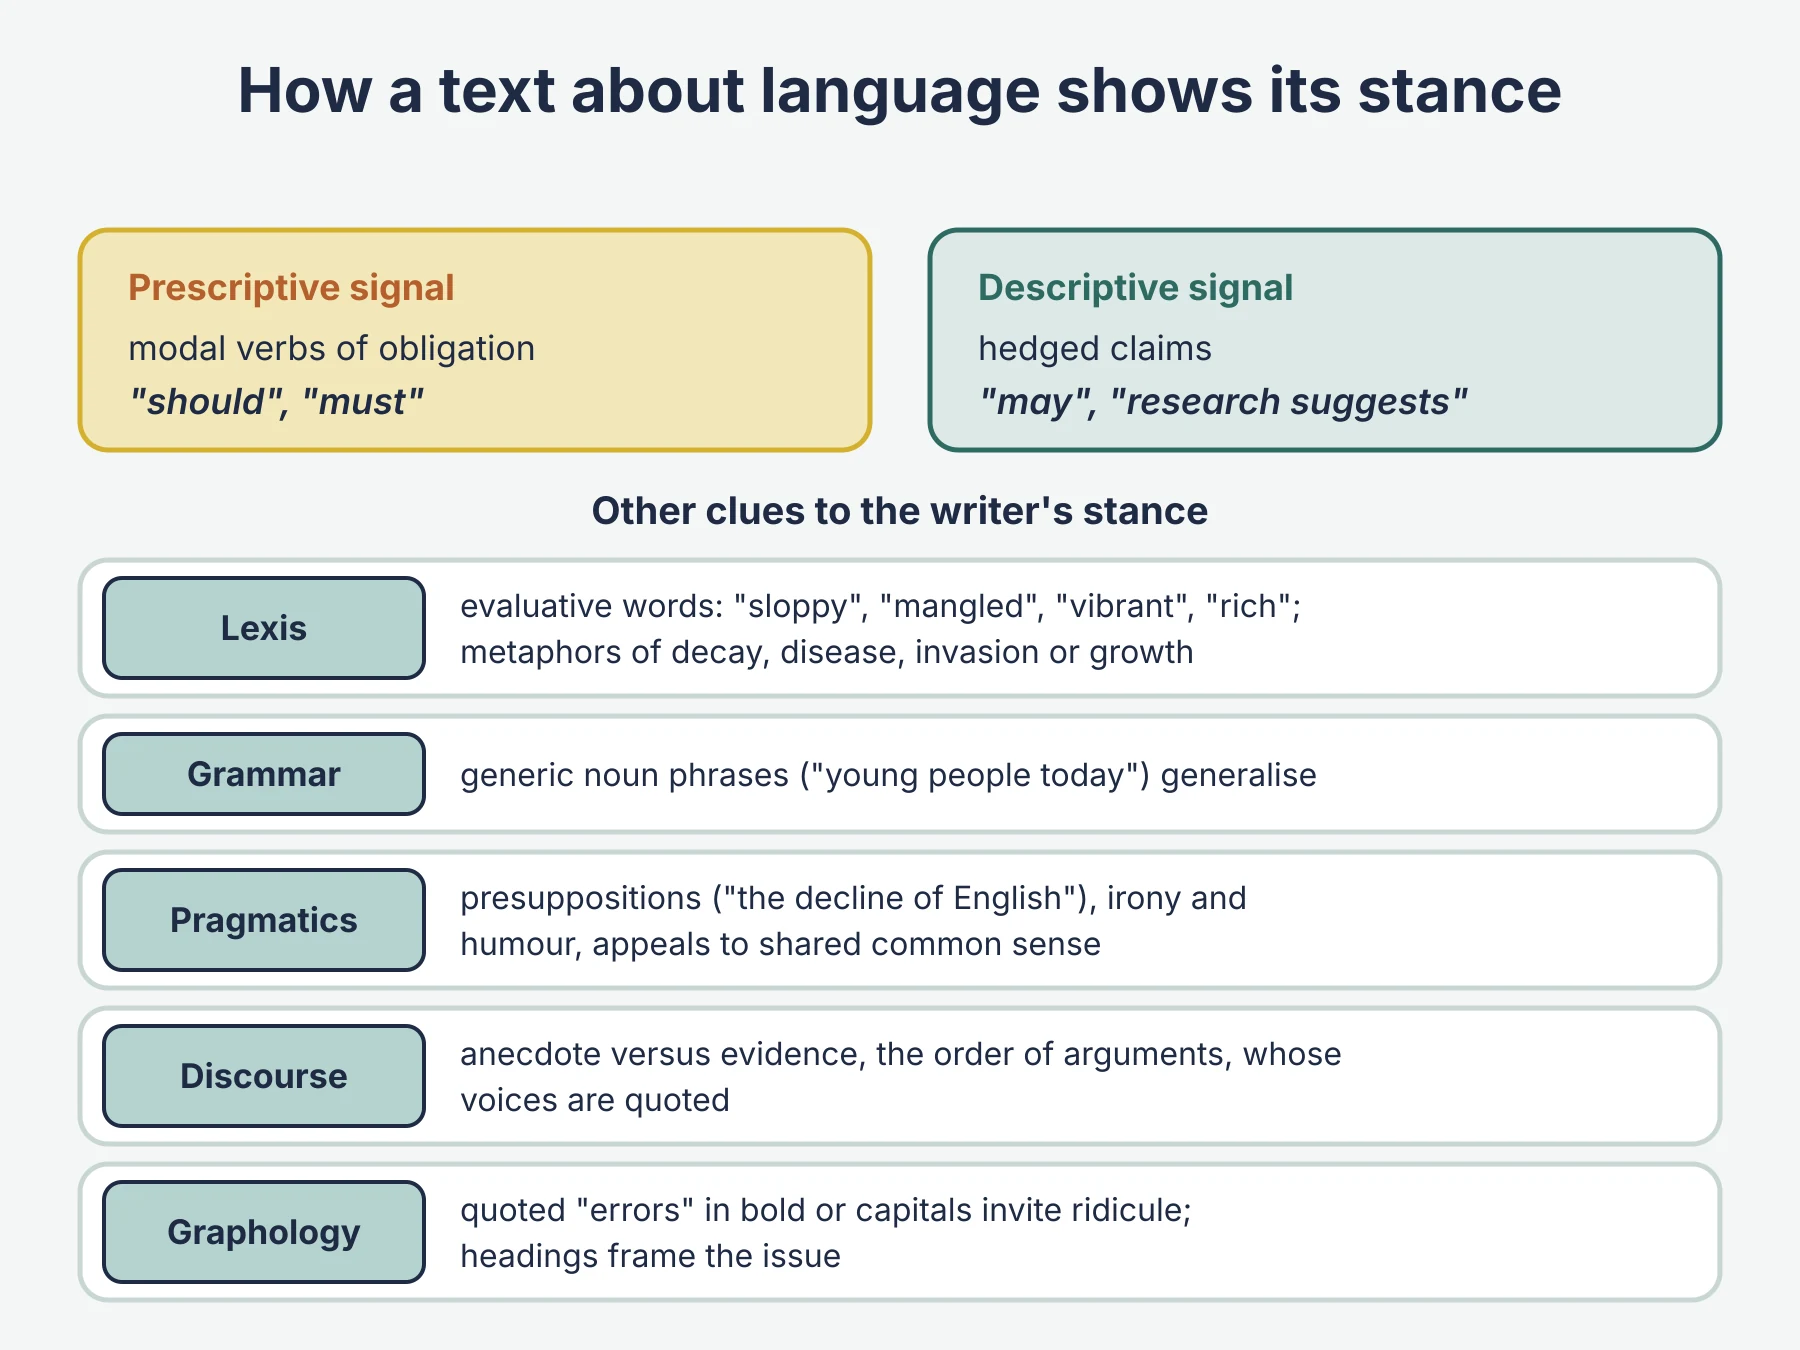 How a text about language shows its stance
Prescriptive signal
modal verbs of obligation
"should", "must"
Descriptive signal
hedged claims
"may", "research suggests"
Other clues to the writer's stance
Lexis
evaluative words: "sloppy", "mangled", "vibrant", "rich";
metaphors of decay, disease, invasion or growth
Grammar
generic noun phrases ("young people today") generalise
Pragmatics
presuppositions ("the decline of English"), irony and
humour, appeals to shared common sense
Discourse
anecdote versus evidence, the order of arguments, whose
voices are quoted
Graphology
quoted "errors" in bold or capitals invite ridicule;
headings frame the issue